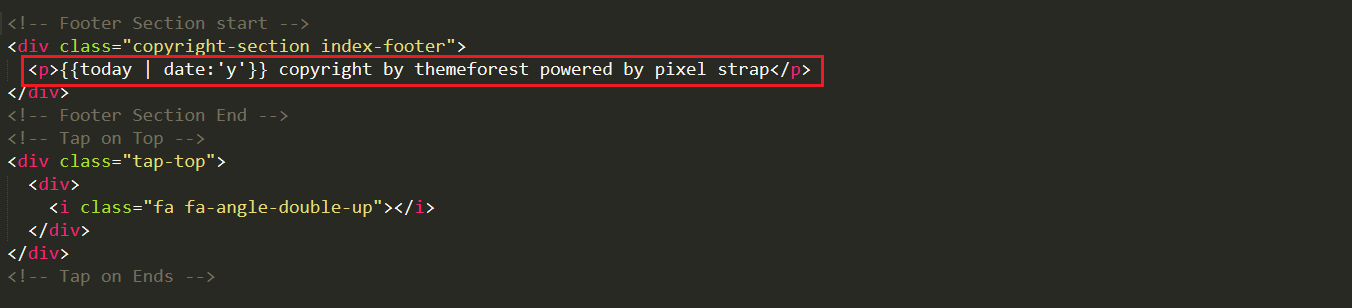 <!-- Footer Section start -->
<div class="copyright-section index-footer">
<p>{{today | date:'y'}} copyright by themeforest powered by pixel strap</p>
</div>
<!-- Footer Section End -->
<!-- Tap on Top -->
<div class="tap-top">
<div>
<i class="fa fa-angle-double-up"></i>
</div>
</div>
<!-- Tap on Ends -->